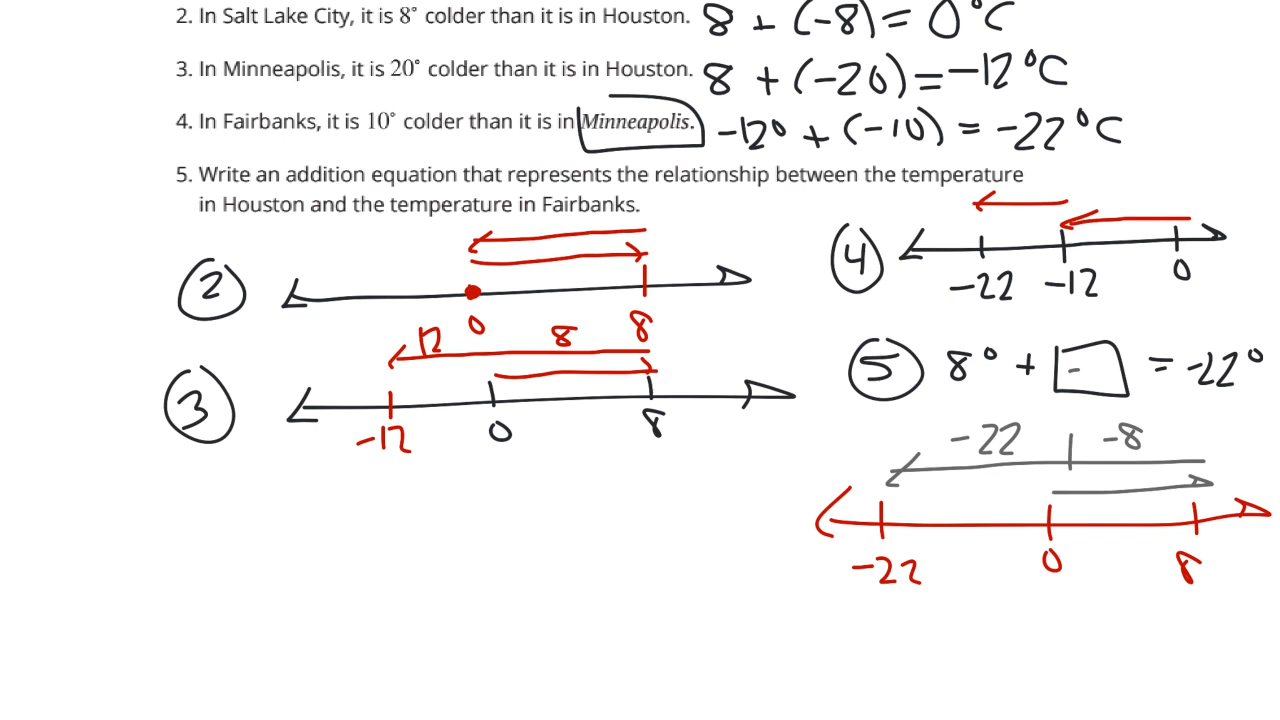 2. In Salt Lake City, it is 8° colder than it is in Houston. 8 + (-8) = 0°C
3. In Minneapolis, it is 20° colder than it is in Houston. 8 + (-20) = -12°C
4. In Fairbanks, it is 10° colder than it is in Minneapolis. -12° + (-10) = -22°C
5. Write an addition equation that represents the relationship between the temperature
in Houston and the temperature in Fairbanks.
2
0 8
12 8
3
-12 0 8
4
-22 -12 0
5 8° + - = -22°
-22 -8
-22 0 8